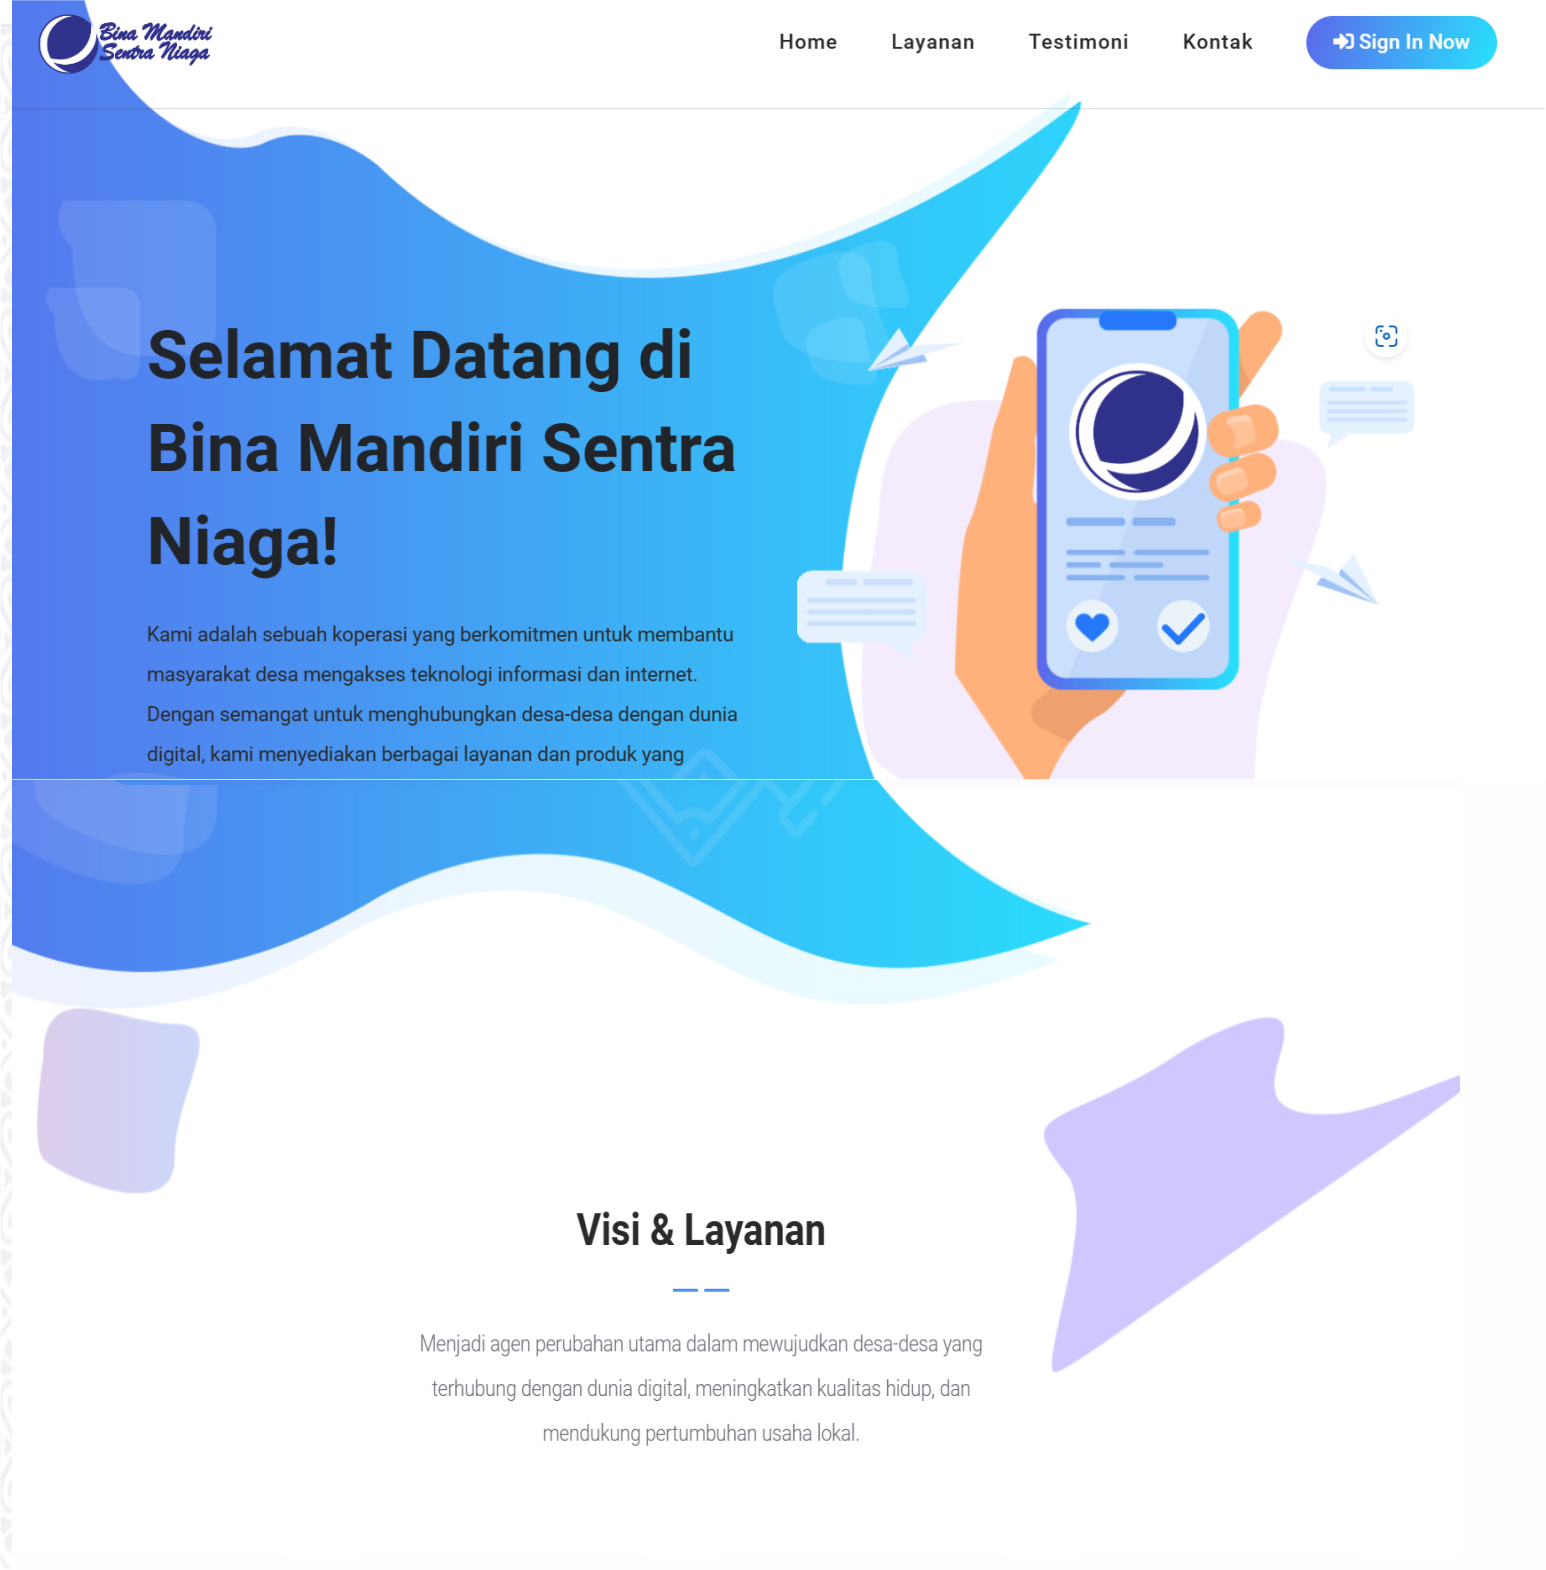 Bina Mandiri
Sentra Niaga
Home
Layanan
Testimoni
Kontak
Sign In Now
Selamat Datang di
Bina Mandiri Sentra
Niaga!
Kami adalah sebuah koperasi yang berkomitmen untuk membantu
masyarakat desa mengakses teknologi informasi dan internet.
Dengan semangat untuk menghubungkan desa-desa dengan dunia
digital, kami menyediakan berbagai layanan dan produk yang
Visi & Layanan
Menjadi agen perubahan utama dalam mewujudkan desa-desa yang
terhubung dengan dunia digital, meningkatkan kualitas hidup, dan
mendukung pertumbuhan usaha lokal.